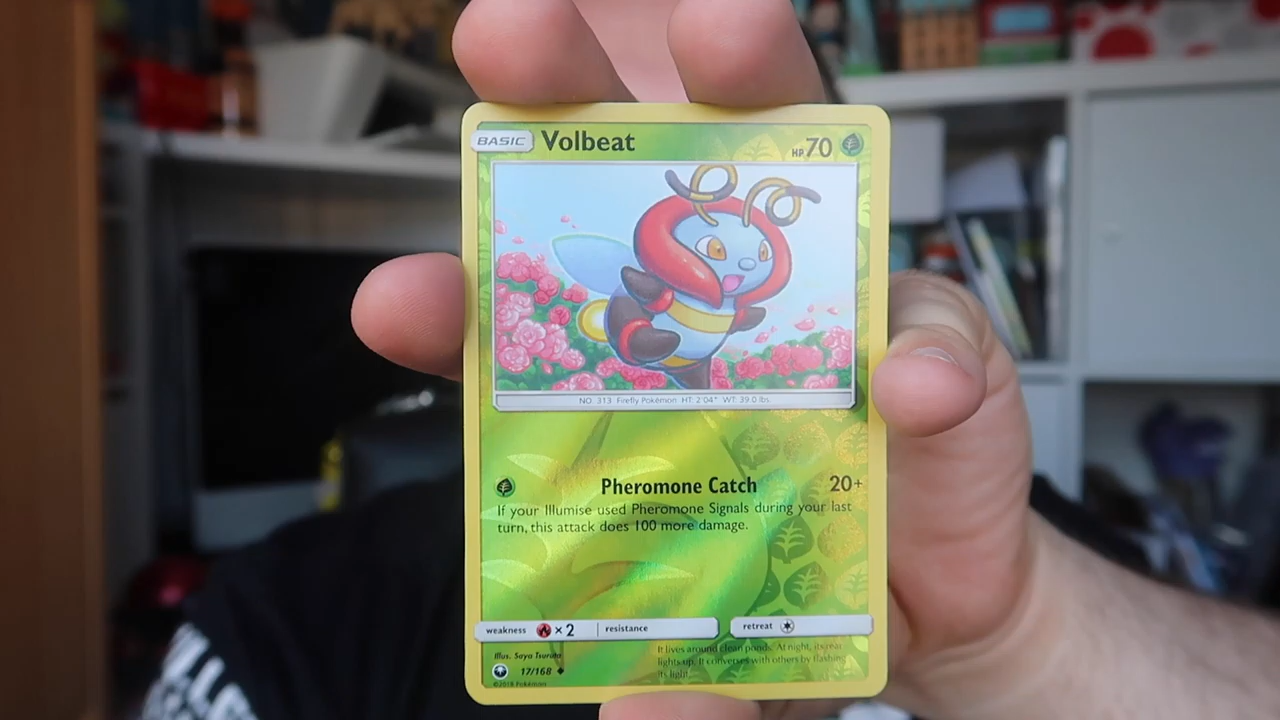 BASIC Volbeat HP 70
NO. 313 Firefly Pokémon HT: 2'04" WT: 39.0 lbs
Pheromone Catch 20+
If your Illumise used Pheromone Signals during your last
turn, this attack does 100 more damage.
weakness ×2 resistance retreat
Illus. Saya Tsuruta
17/168
©2018 Pokémon
It lives around clean ponds. At night, its rear
lights up. It converses with others by flashing
its light.